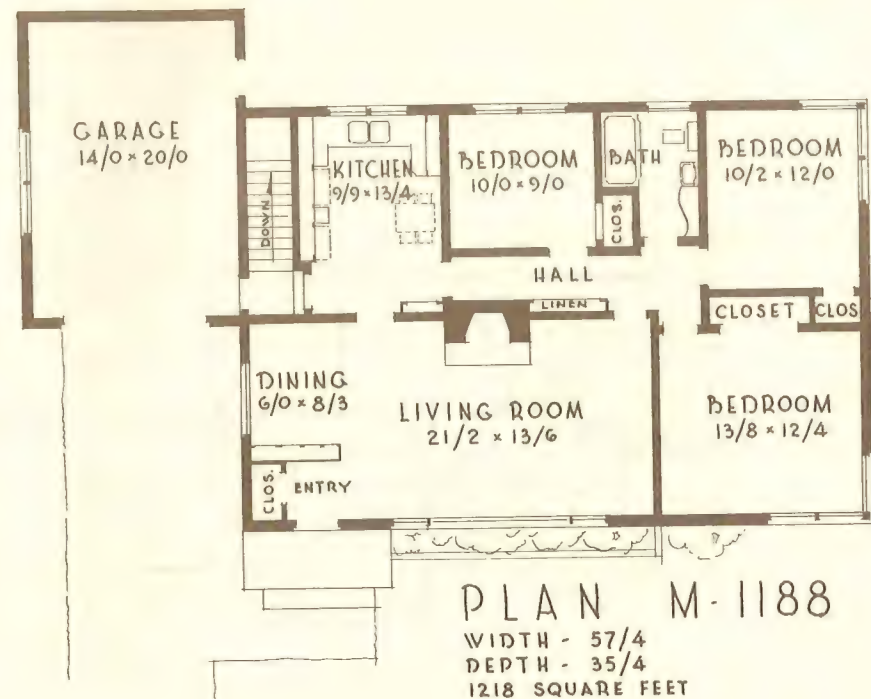 GARAGE
14/0 × 20/0
DOWN
KITCHEN
9/9 × 13/4
BEDROOM
10/0 × 9/0
BATH
CLOS.
BEDROOM
10/2 × 12/0
HALL
LINEN
CLOSET
CLOS
DINING
6/0 × 8/3
LIVING ROOM
21/2 × 13/6
BEDROOM
13/8 × 12/4
CLOS.
ENTRY
PLAN M-1188
WIDTH - 57/4
DEPTH - 35/4
1218 SQUARE FEET